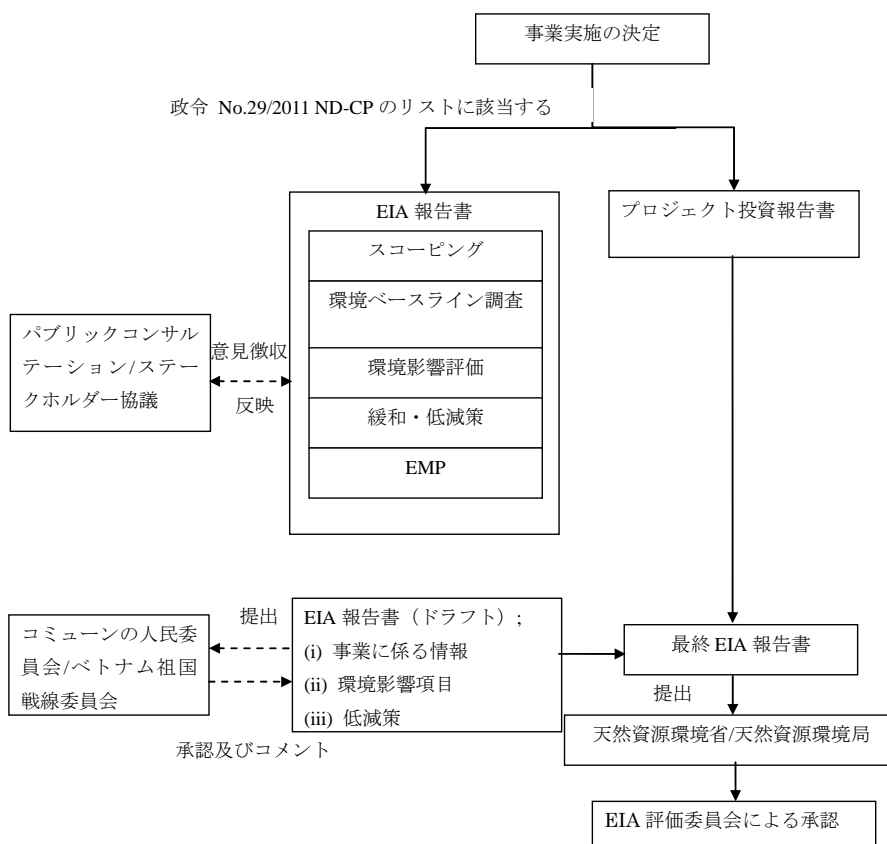 事業実施の決定
政令 No.29/2011 ND-CP のリストに該当する
EIA 報告書
スコーピング
環境ベースライン調査
環境影響評価
緩和・低減策
EMP
プロジェクト投資報告書
パブリックコンサル
テーション/ステー
クホルダー協議
意見徴収
反映
コミューンの人民委
員会/ベトナム祖国
戦線委員会
提出
承認及びコメント
EIA 報告書（ドラフト）;
(i) 事業に係る情報
(ii) 環境影響項目
(iii) 低減策
最終 EIA 報告書
提出
天然資源環境省/天然資源環境局
EIA 評価委員会による承認